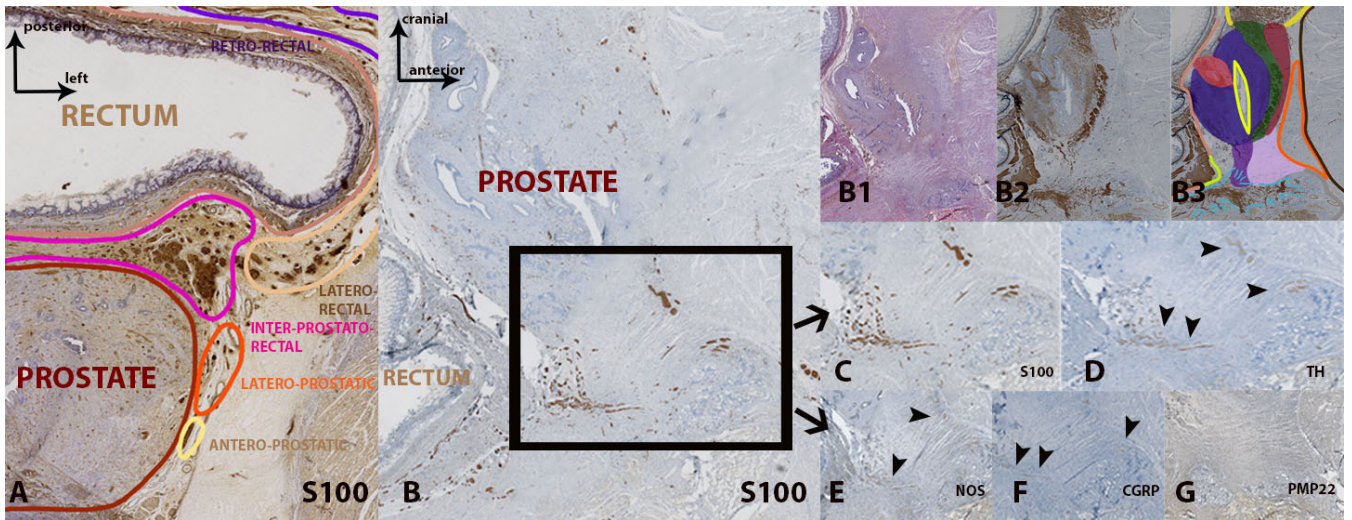 posterior
RETRO-RECTAL
left
RECTUM
LATERO-
RECTAL
INTER-PROSTATO-
RECTAL
PROSTATE
LATERO-PROSTATIC
ANTERO-PROSTATIC
A
S100
cranial
anterior
PROSTATE
RECTUM
B
S100
B1
B2
B3
C
S100
D
TH
E
NOS
F
CGRP
G
PMP22